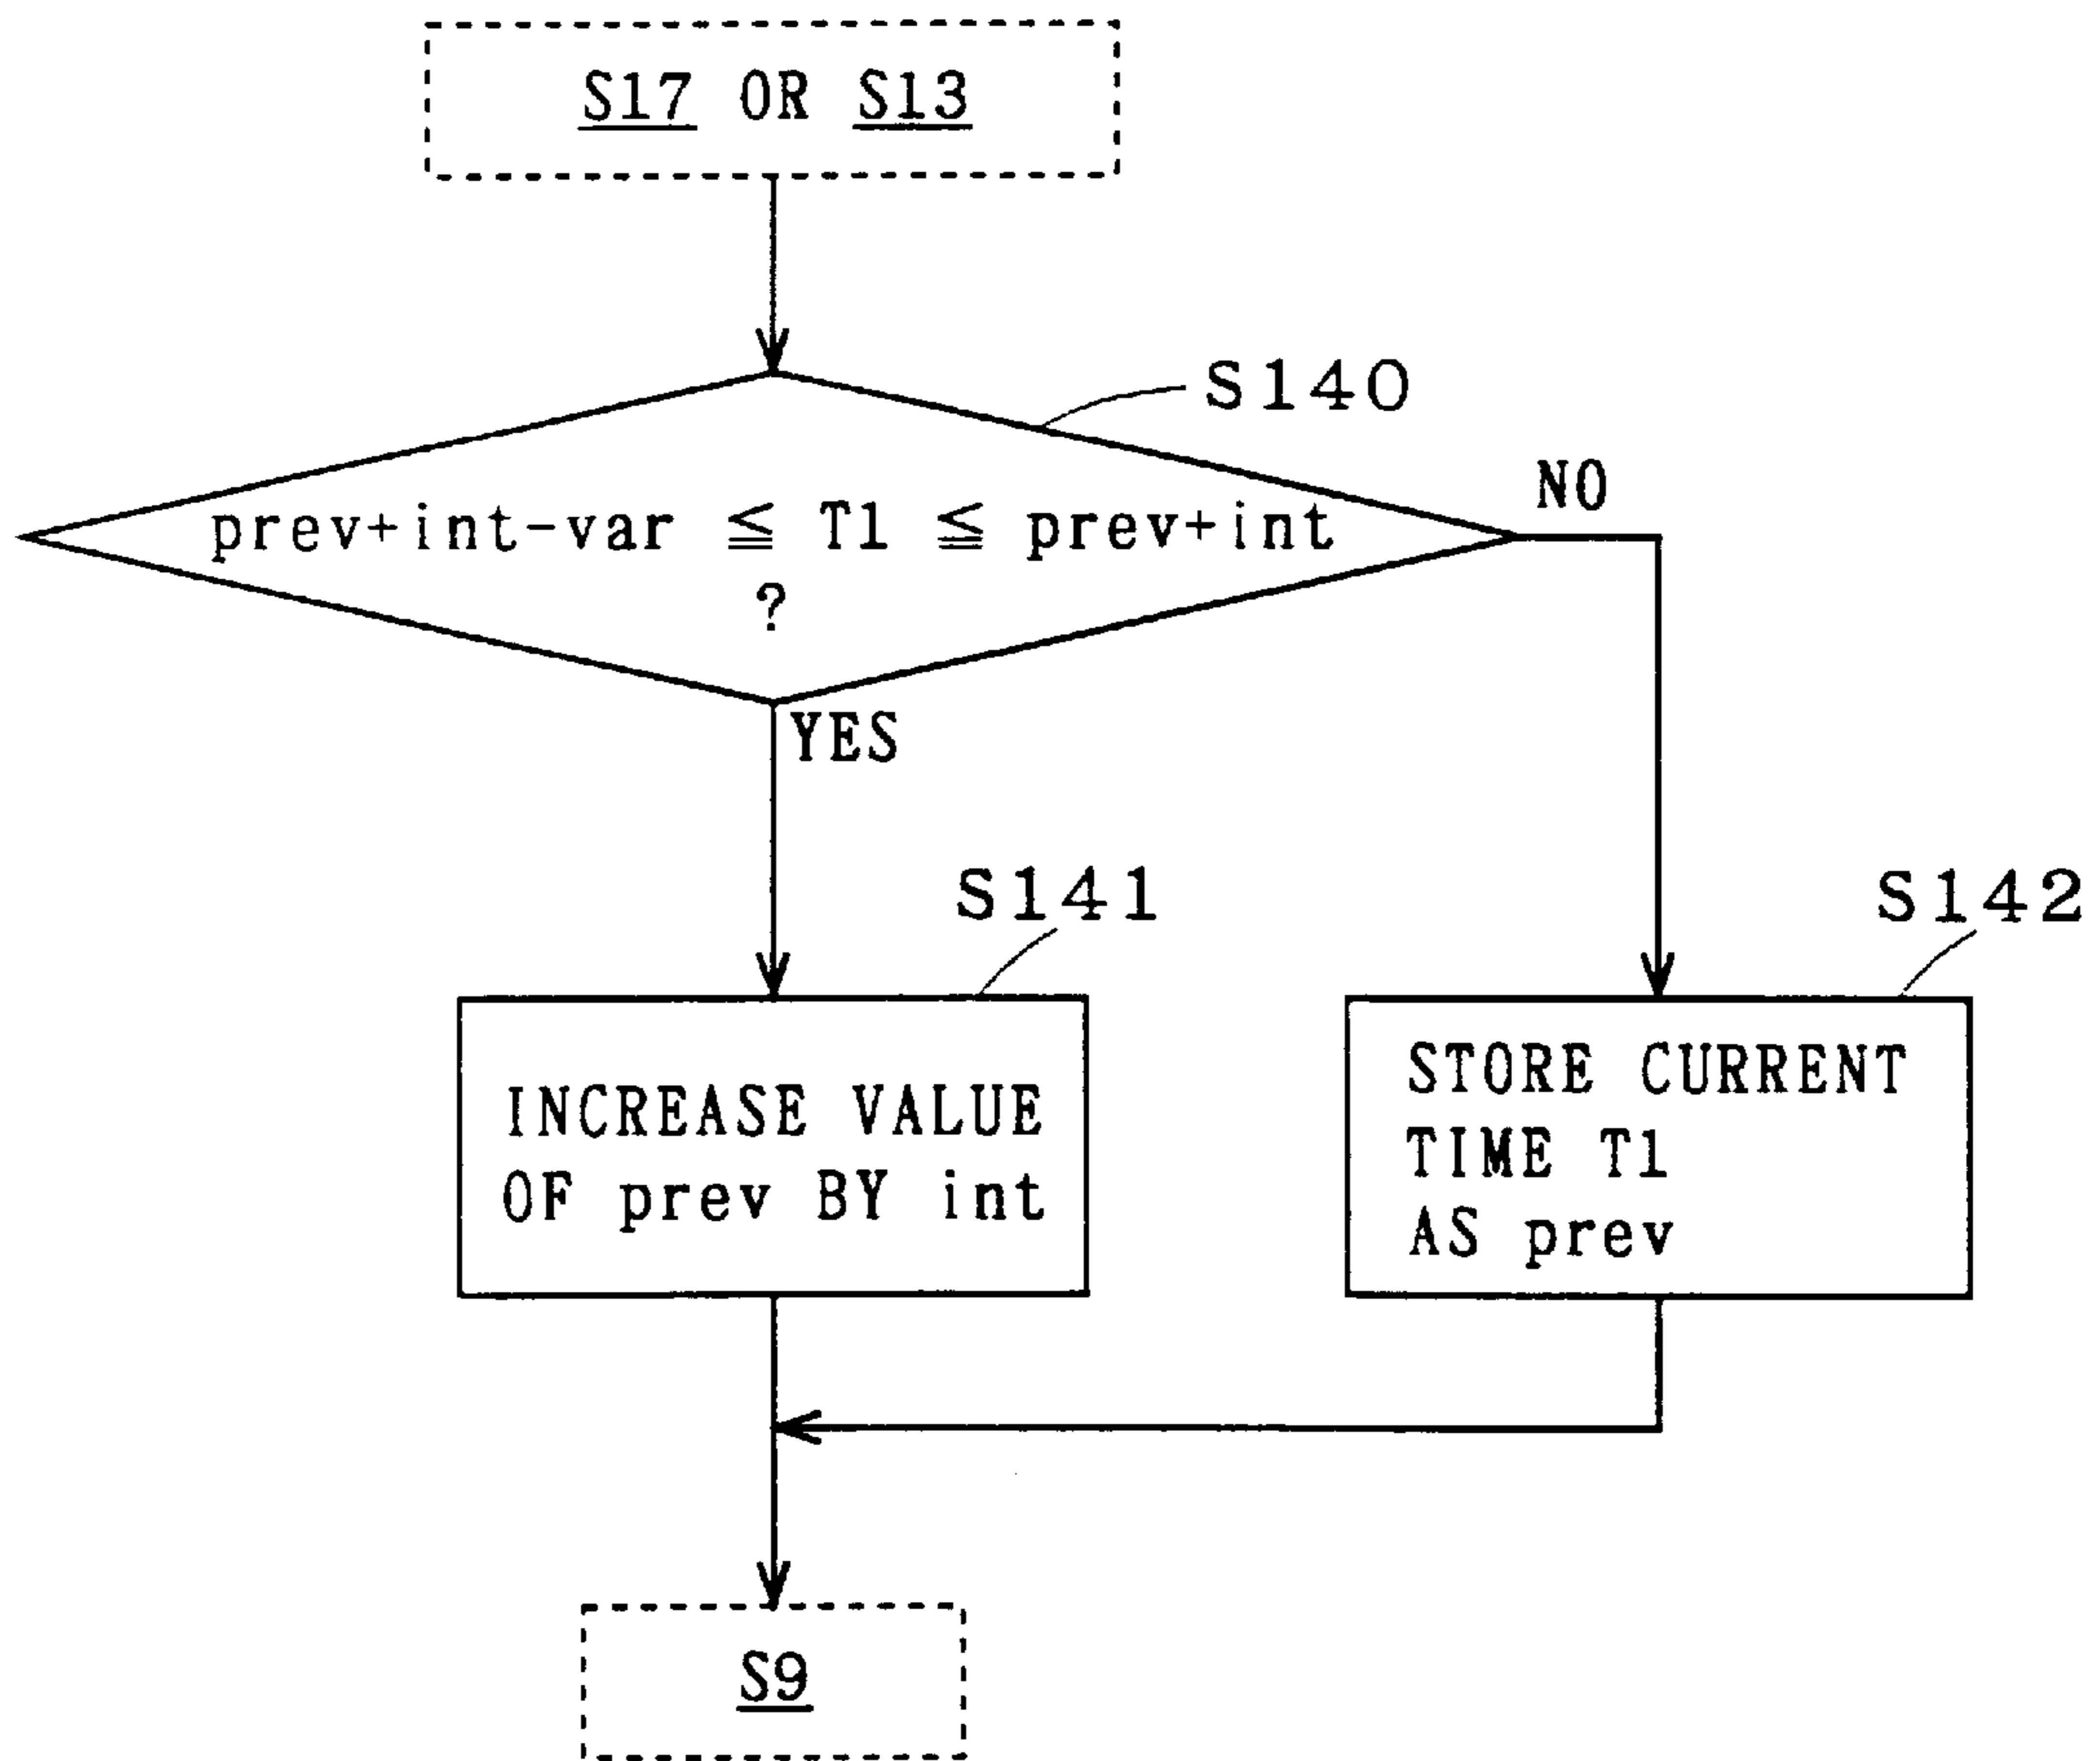 S17 OR S13
S140
NO
prev+int-var ≦ T1 ≦ prev+int
?
YES
S141
S142
INCREASE VALUE
OF prev BY int
STORE CURRENT
TIME T1
AS prev
S9